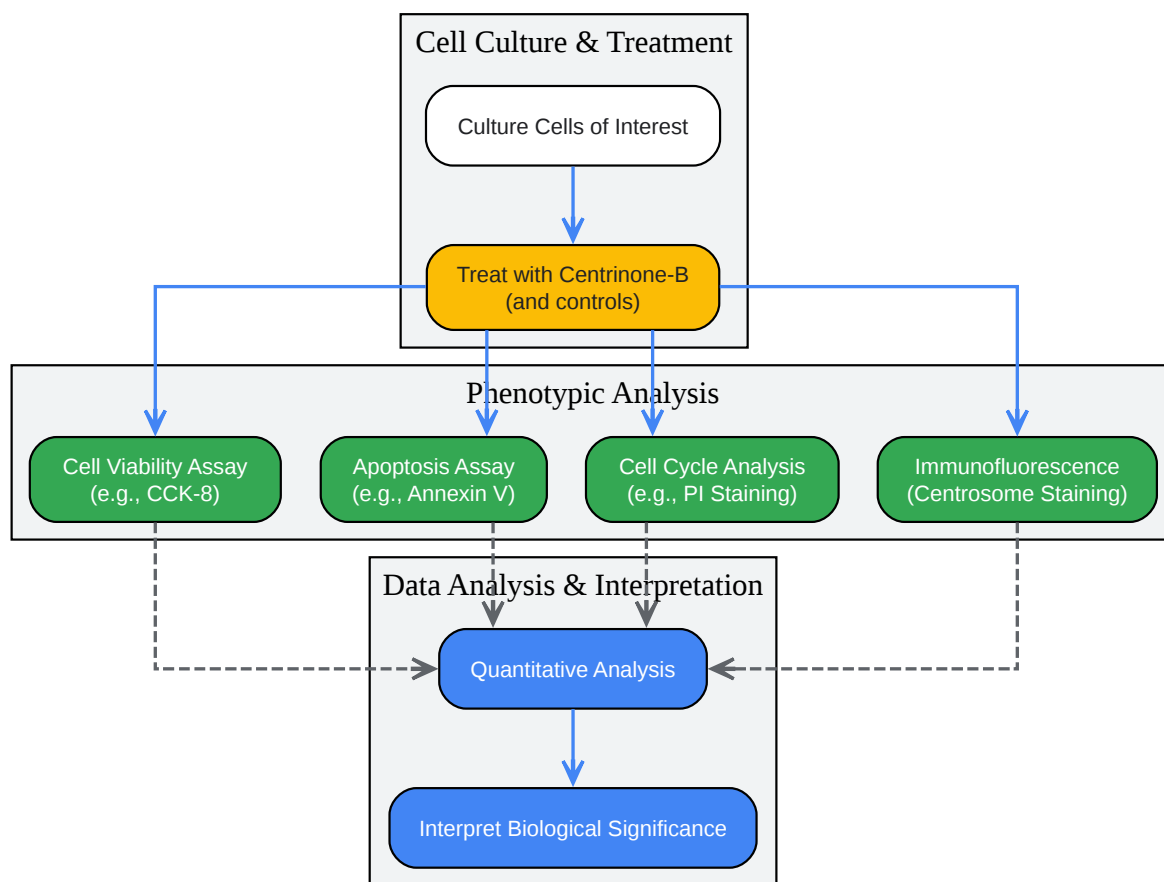 Cell Culture & Treatment
Culture Cells of Interest
Treat with Centrinone-B
(and controls)
Phenotypic Analysis
Cell Viability Assay
(e.g., CCK-8)
Apoptosis Assay
(e.g., Annexin V)
Cell Cycle Analysis
(e.g., PI Staining)
Immunofluorescence
(Centrosome Staining)
Data Analysis & Interpretation
Quantitative Analysis
Interpret Biological Significance